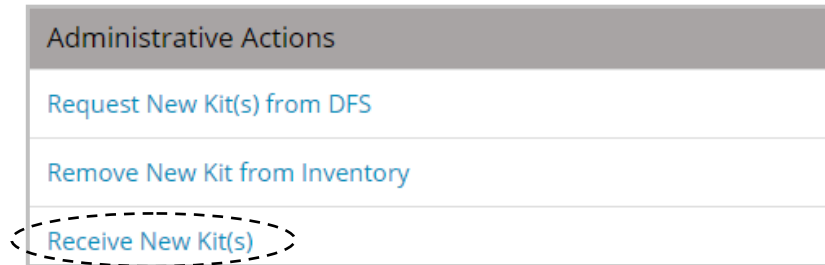 Administrative Actions
Request New Kit(s) from DFS
Remove New Kit from Inventory
Receive New Kit(s)